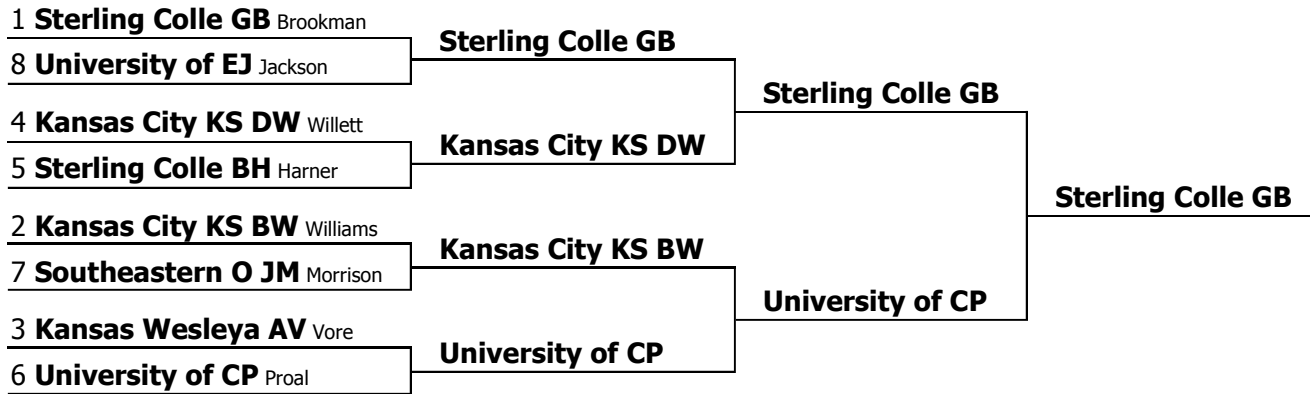 1 Sterling Colle GB Brookman
8 University of EJ Jackson
4 Kansas City KS DW Willett
5 Sterling Colle BH Harner
2 Kansas City KS BW Williams
7 Southeastern O JM Morrison
3 Kansas Wesleya AV Vore
6 University of CP Proal
Sterling Colle GB
Kansas City KS DW
Kansas City KS BW
University of CP
Sterling Colle GB
University of CP
Sterling Colle GB